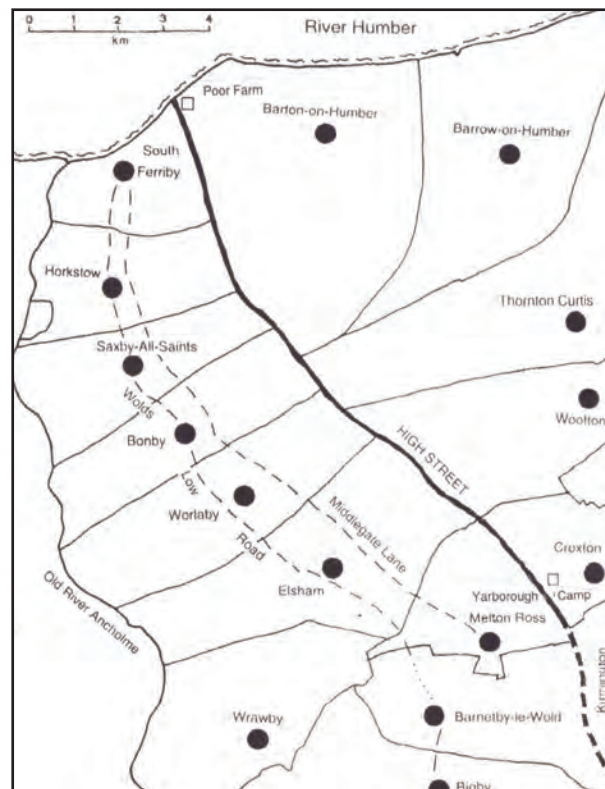 0 1 2 3 4
km
River Humber
Poor Farm
Barton-on-Humber
Barrow-on-Humber
South
Ferriby
Horkstow
Thornton Curtis
Saxby-All-Saints
Wolds
Bonby
Wootton
HIGH STREET
Low
Worlaby
Middlegate Lane
Road
Croxton
Elsham
Yarborough Camp
Old River Ancholme
Melton Ross
Kirmington
Barnetby-le-Wold
Wrawby
Bigby